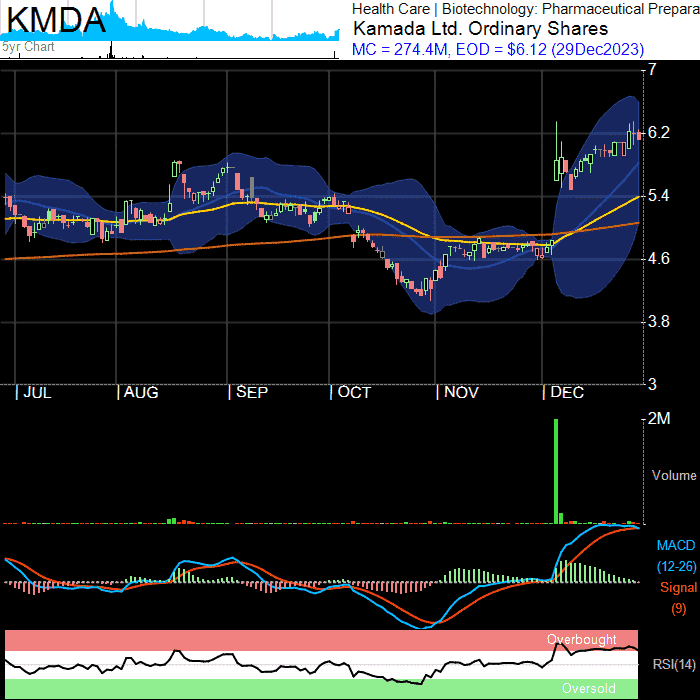 KMDA
5yr Chart
Health Care | Biotechnology: Pharmaceutical Prepara
Kamada Ltd. Ordinary Shares
MC = 274.4M, EOD = $6.12 (29Dec2023)
7
6.2
5.4
4.6
3.8
3
JUL AUG SEP OCT NOV DEC
2M
Volume
MACD
(12-26)
Signal
(9)
Overbought
RSI(14)
Oversold